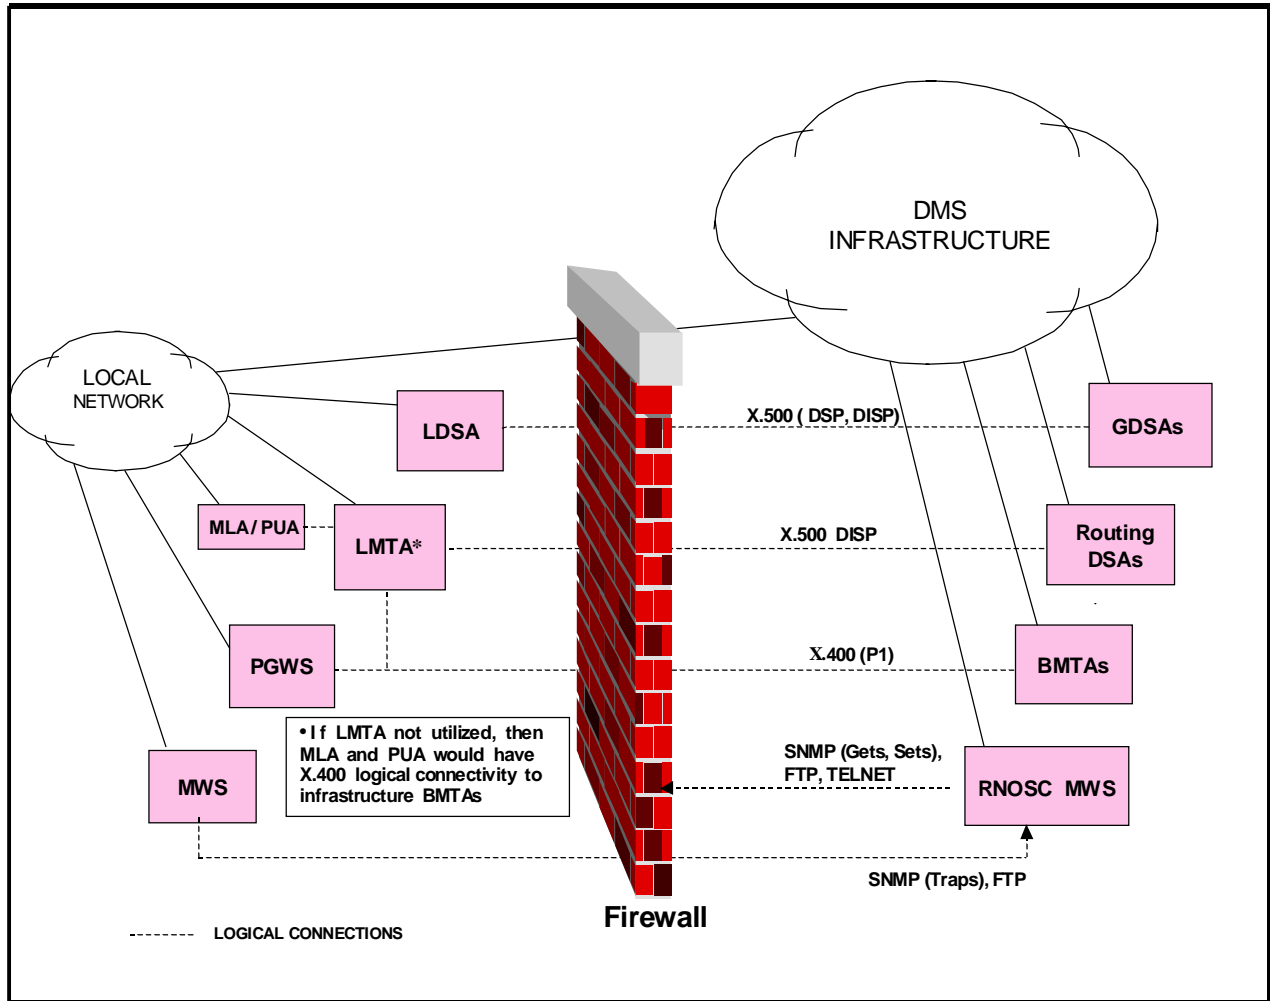 DMS
INFRASTRUCTURE
LOCAL
NETWORK
LDSA
X.500 ( DSP, DISP)
GDSAs
MLA / PUA
LMTA*
X.500 DISP
Routing
DSAs
PGWS
X.400 (P1)
BMTAs
• If LMTA not utilized, then
MLA and PUA would have
X.400 logical connectivity to
infrastructure BMTAs
MWS
SNMP (Gets, Sets),
FTP, TELNET
RNOSC MWS
SNMP (Traps), FTP
Firewall
LOGICAL CONNECTIONS